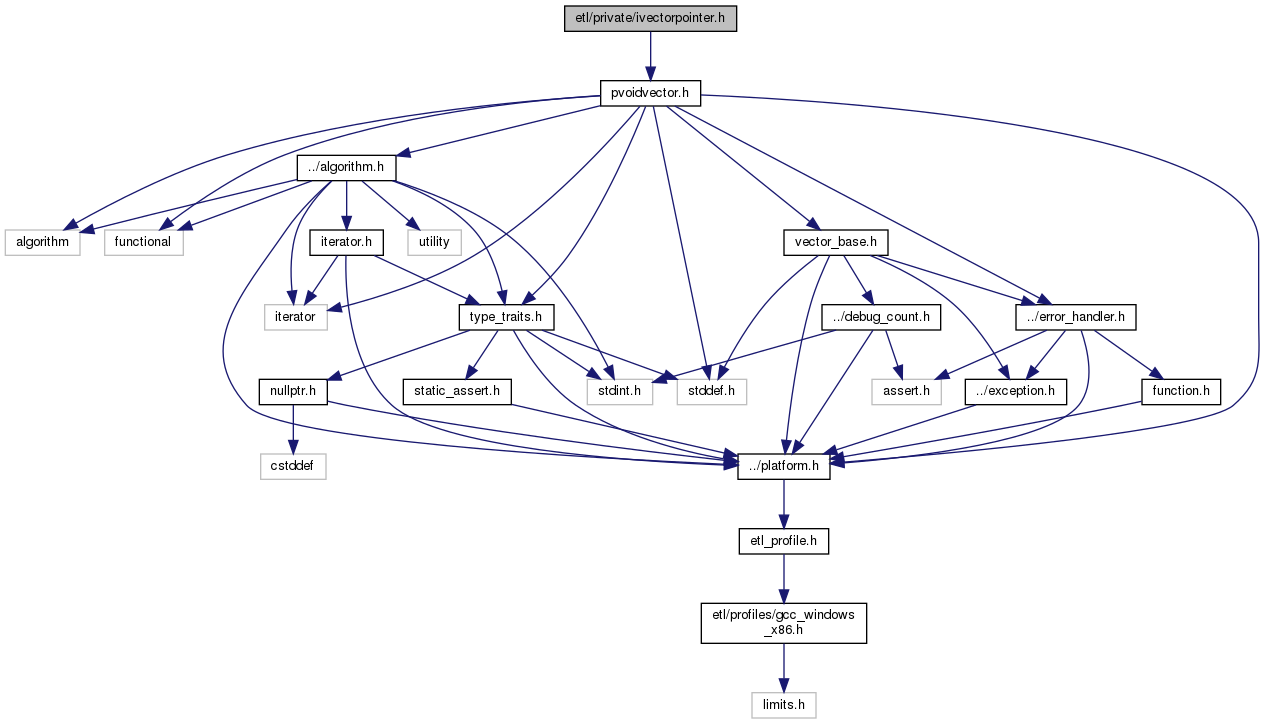 etl/private/ivectorpointer.h
pvoidvector.h
../algorithm.h
algorithm
functional
iterator.h
utility
vector_base.h
iterator
type_traits.h
../debug_count.h
../error_handler.h
nullptr.h
static_assert.h
stdint.h
stddef.h
assert.h
../exception.h
function.h
cstddef
../platform.h
etl_profile.h
etl/profiles/gcc_windows
_x86.h
limits.h